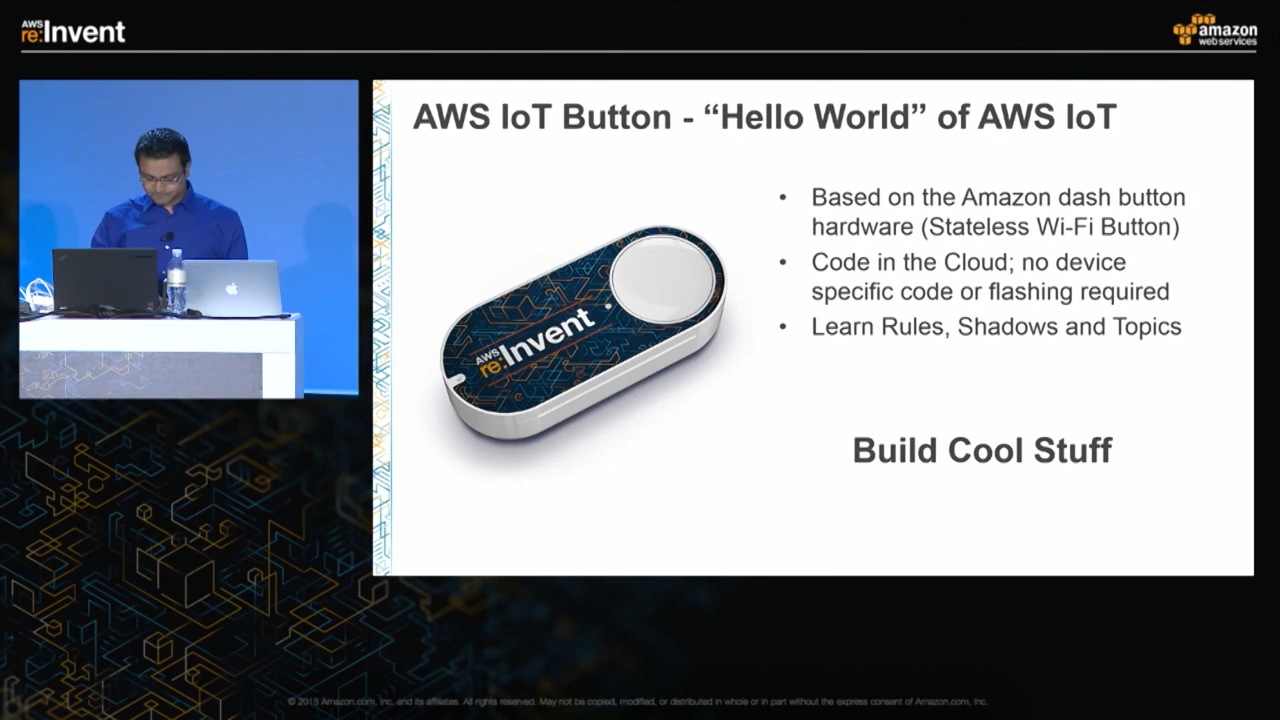 AWS
re:Invent
amazon
web services
AWS IoT Button - “Hello World” of AWS IoT
• Based on the Amazon dash button
hardware (Stateless Wi-Fi Button)
• Code in the Cloud; no device
specific code or flashing required
• Learn Rules, Shadows and Topics
AWS
re:Invent
Build Cool Stuff
© 2015 Amazon.com, Inc. and its affiliates. All rights reserved. May not be copied, modified, or distributed in whole or in part without the express consent of Amazon.com, Inc.